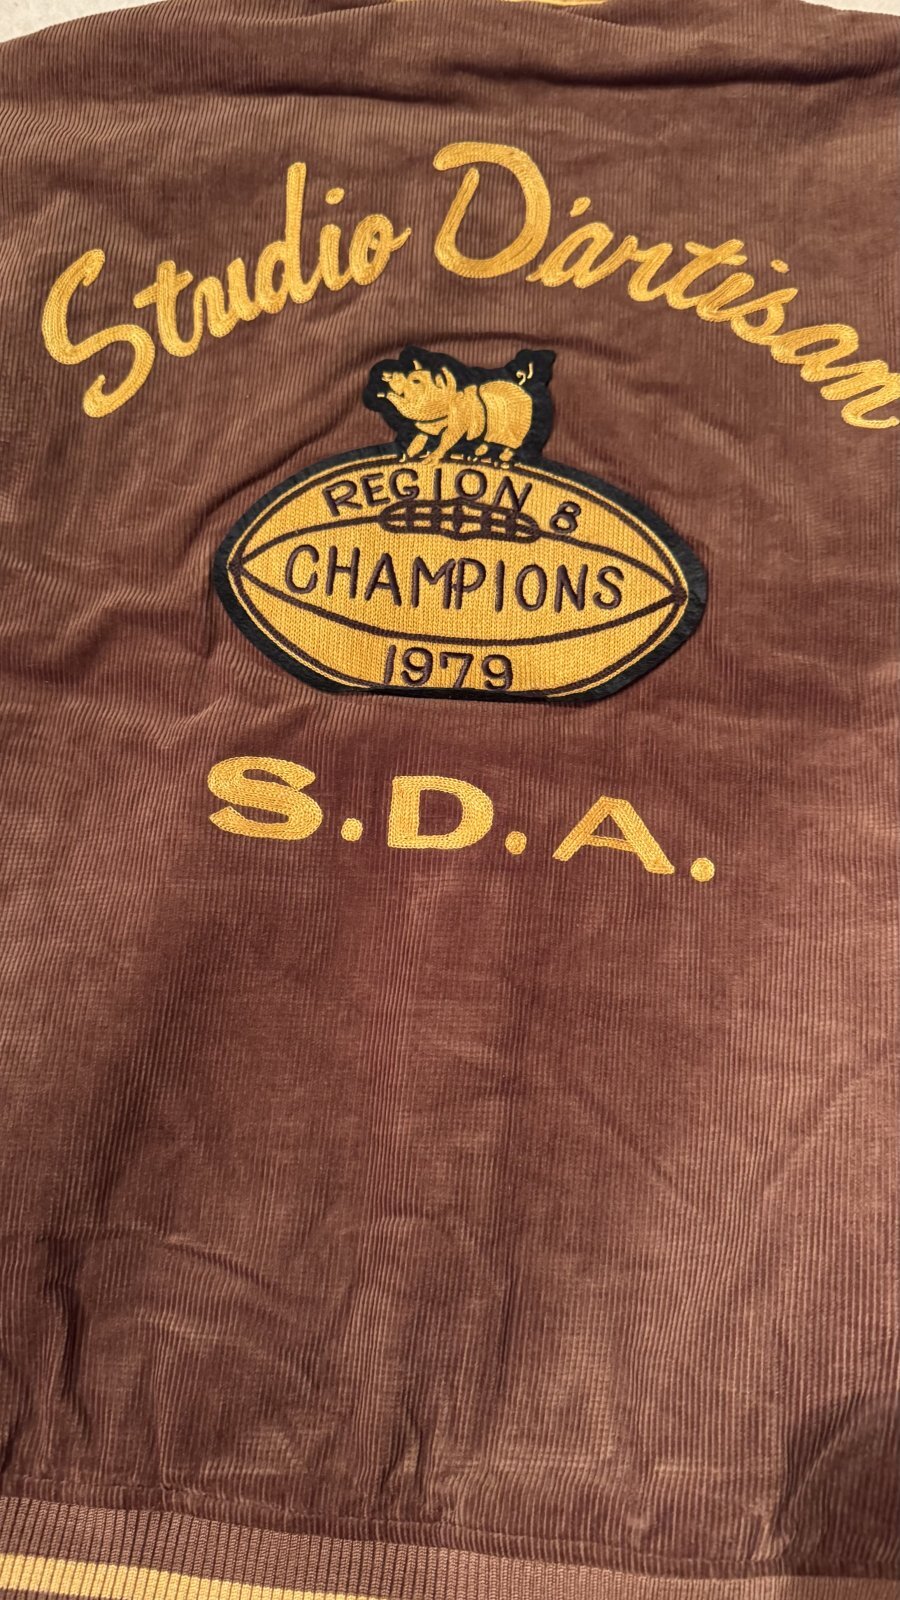 Studio D'artisan
REGION 8
CHAMPIONS
1979
S.D.A.